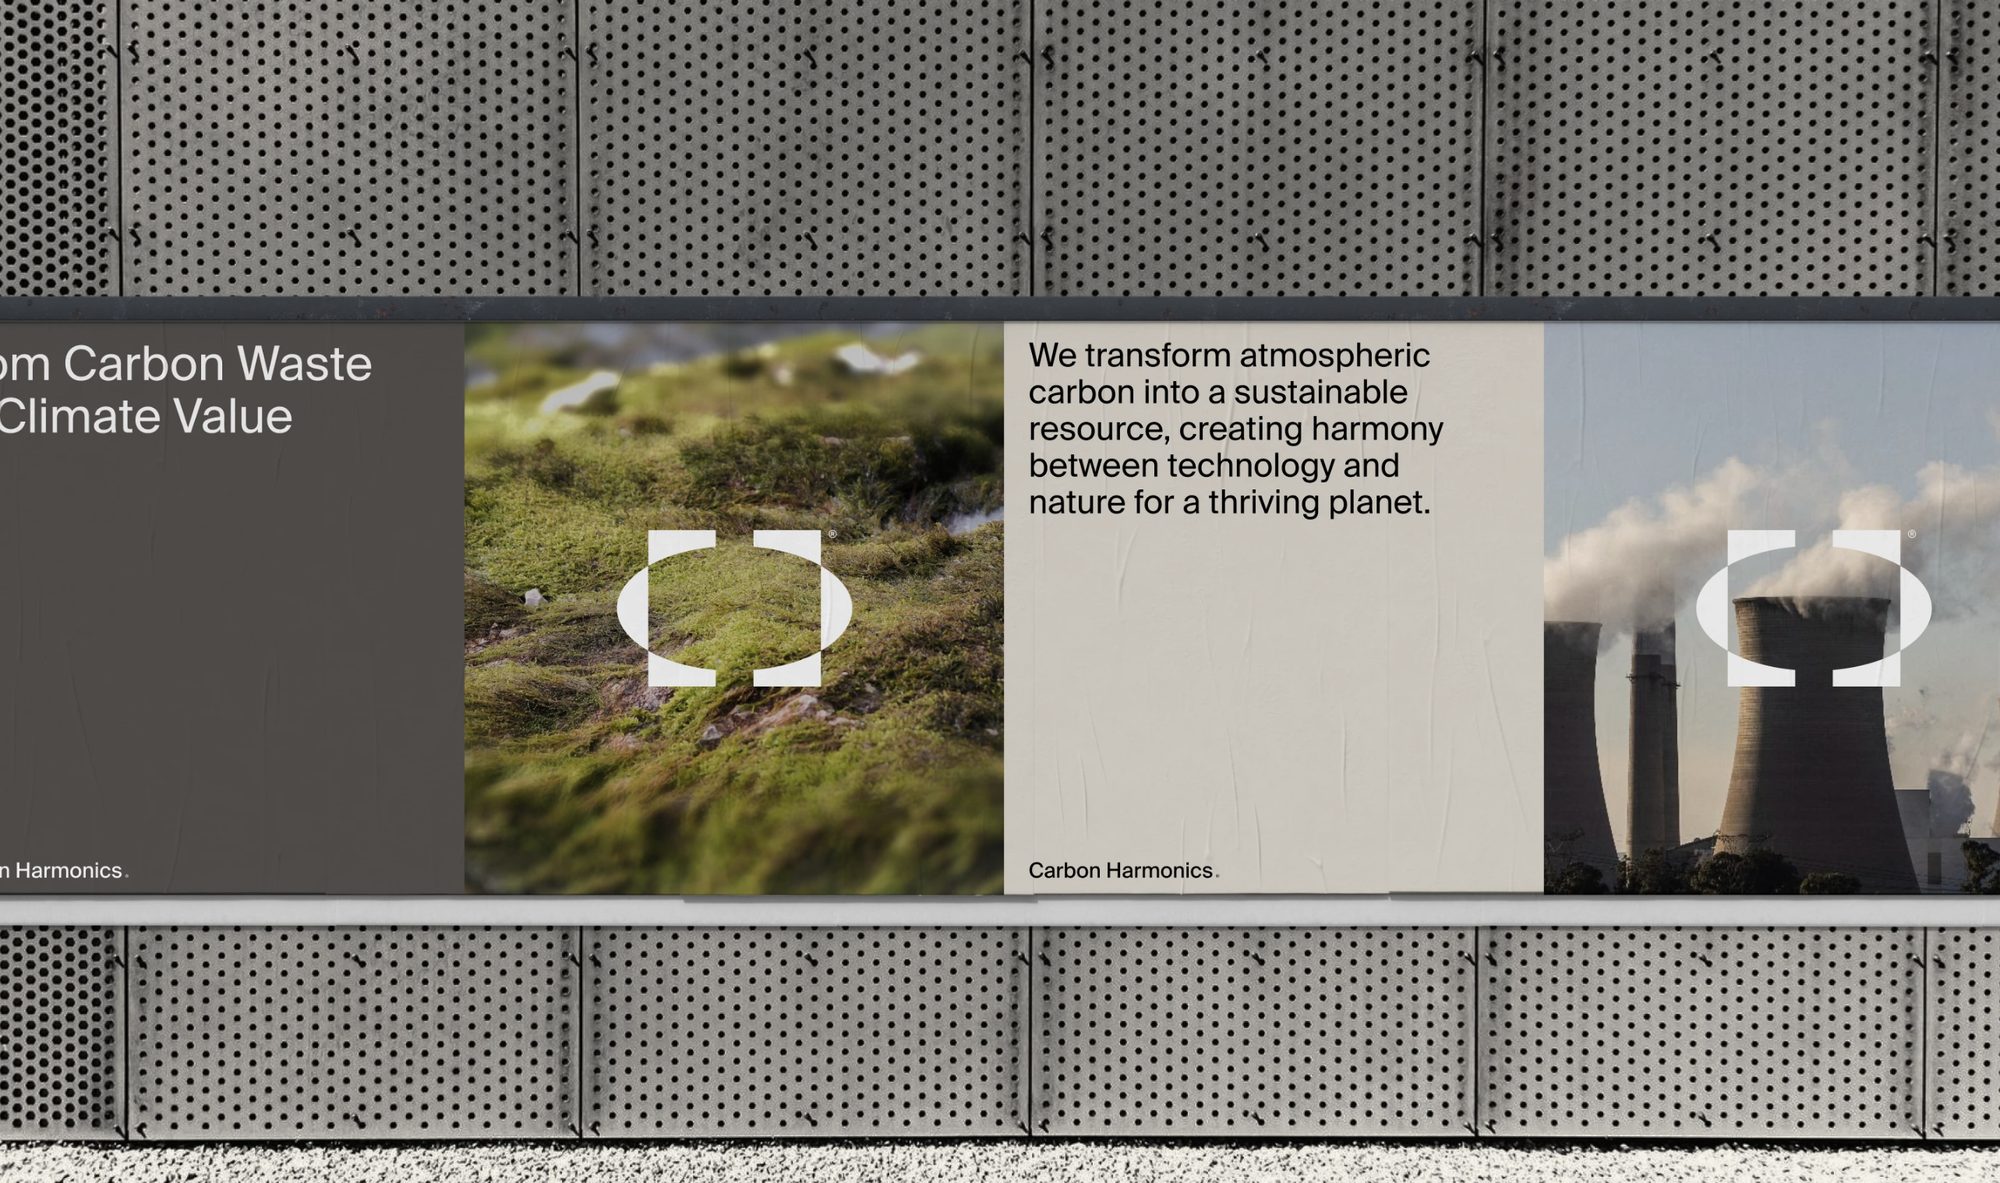 om Carbon Waste
Climate Value
n Harmonics.
®
We transform atmospheric
carbon into a sustainable
resource, creating harmony
between technology and
nature for a thriving planet.
Carbon Harmonics.
®